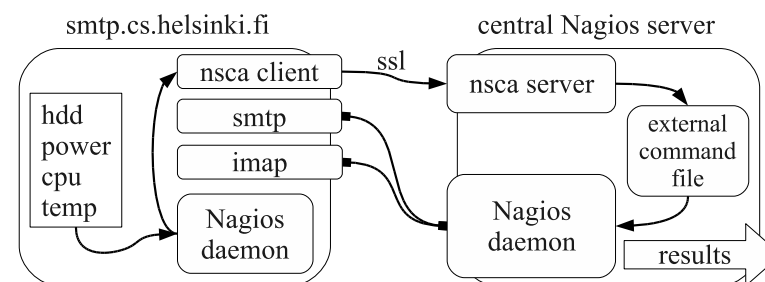 smtp.cs.helsinki.fi
central Nagios server
nsca client
ssl
nsca server
hdd
power
cpu
temp
smtp
imap
external
command
file
Nagios
daemon
Nagios
daemon
results